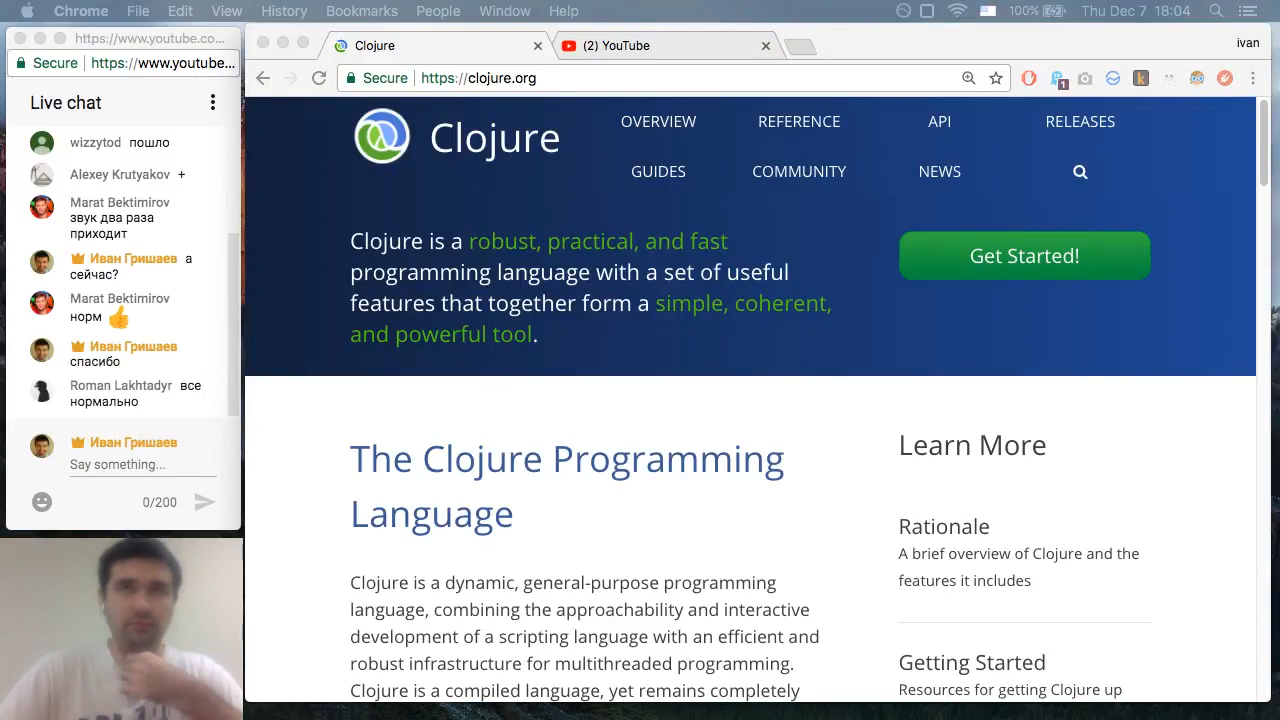 Chrome File Edit View History Bookmarks People Window Help 100% Thu Dec 7 18:04
https://www.youtube.co...
Secure https://www.youtube...
Live chat
wizzytod пошло
Alexey Krutyakov +
Marat Bektimirov
звук два раза
приходит
Иван Гришаев а
сейчас?
Marat Bektimirov
норм
Иван Гришаев
спасибо
Roman Lakhtadyr все
нормально
Иван Гришаев
Say something...
0/200
Clojure
(2) YouTube
ivan
Secure https://clojure.org
1
Clojure
OVERVIEW REFERENCE API RELEASES
GUIDES COMMUNITY NEWS
Clojure is a robust, practical, and fast
programming language with a set of useful
features that together form a simple, coherent,
and powerful tool.
Get Started!
The Clojure Programming
Language
Clojure is a dynamic, general-purpose programming
language, combining the approachability and interactive
development of a scripting language with an efficient and
robust infrastructure for multithreaded programming.
Clojure is a compiled language, yet remains completely
Learn More
Rationale
A brief overview of Clojure and the
features it includes
Getting Started
Resources for getting Clojure up